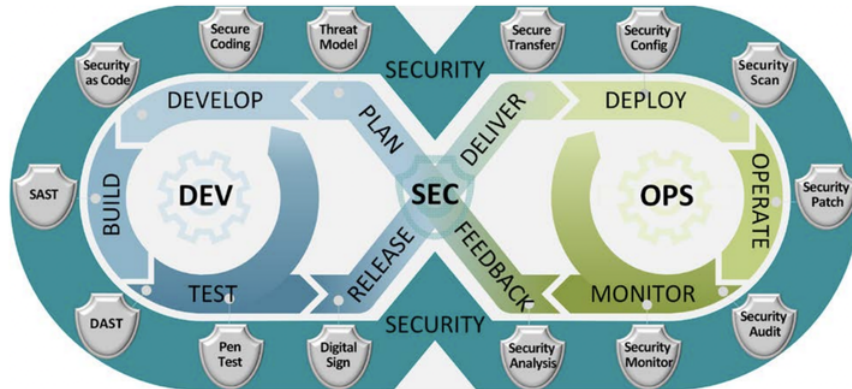 Secure
Coding
Threat
Model
Secure
Transfer
Security
Config
Security
as Code
SECURITY
Security
Scan
DEVELOP
PLAN
DELIVER
DEPLOY
SAST
BUILD
DEV
SEC
OPS
OPERATE
Security
Patch
TEST
RELEASE
FEEDBACK
MONITOR
DAST
SECURITY
Security
Audit
Pen
Test
Digital
Sign
Security
Analysis
Security
Monitor